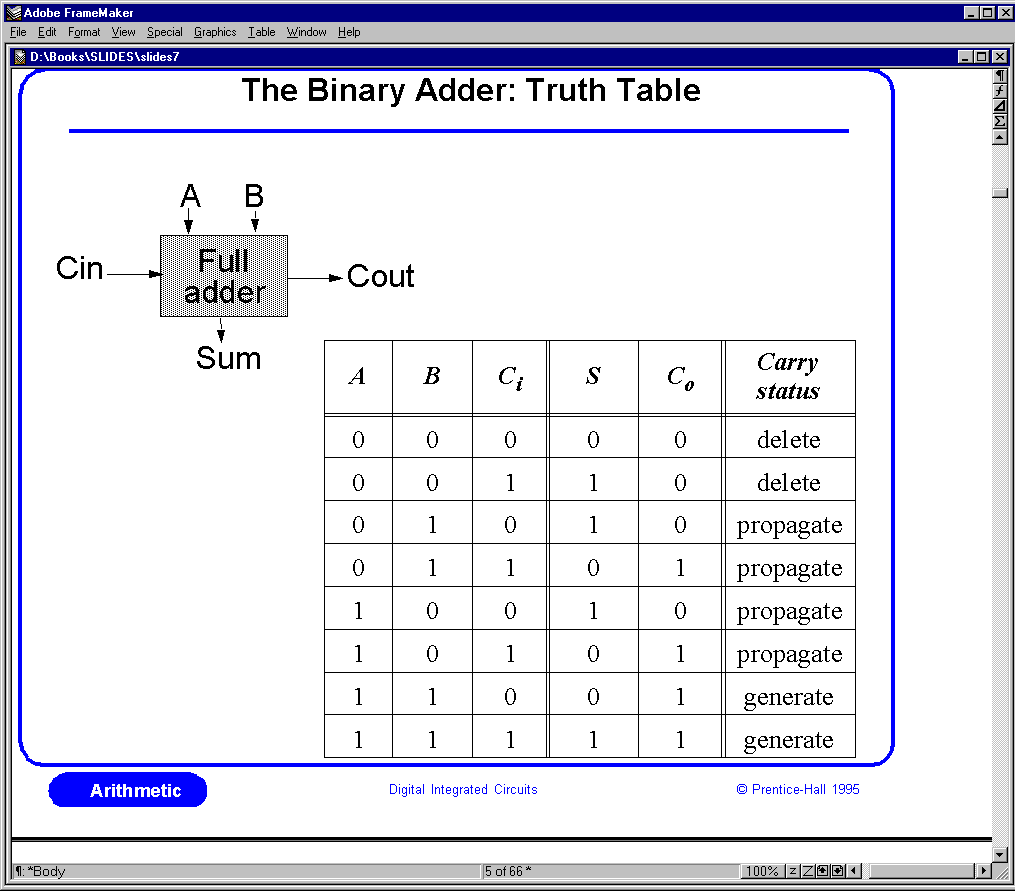 Adobe FrameMaker
File Edit Format View Special Graphics Table Window Help
D:\Books\SLIDES\slides7
The Binary Adder: Truth Table
A B
Cin
Full
adder
Cout
Sum
A B Ci S Co Carry status
0 0 0 0 0 delete
0 0 1 1 0 delete
0 1 0 1 0 propagate
0 1 1 0 1 propagate
1 0 0 1 0 propagate
1 0 1 0 1 propagate
1 1 0 0 1 generate
1 1 1 1 1 generate
Arithmetic
Digital Integrated Circuits
© Prentice-Hall 1995
¶: *Body
5 of 66 *
100% z Z